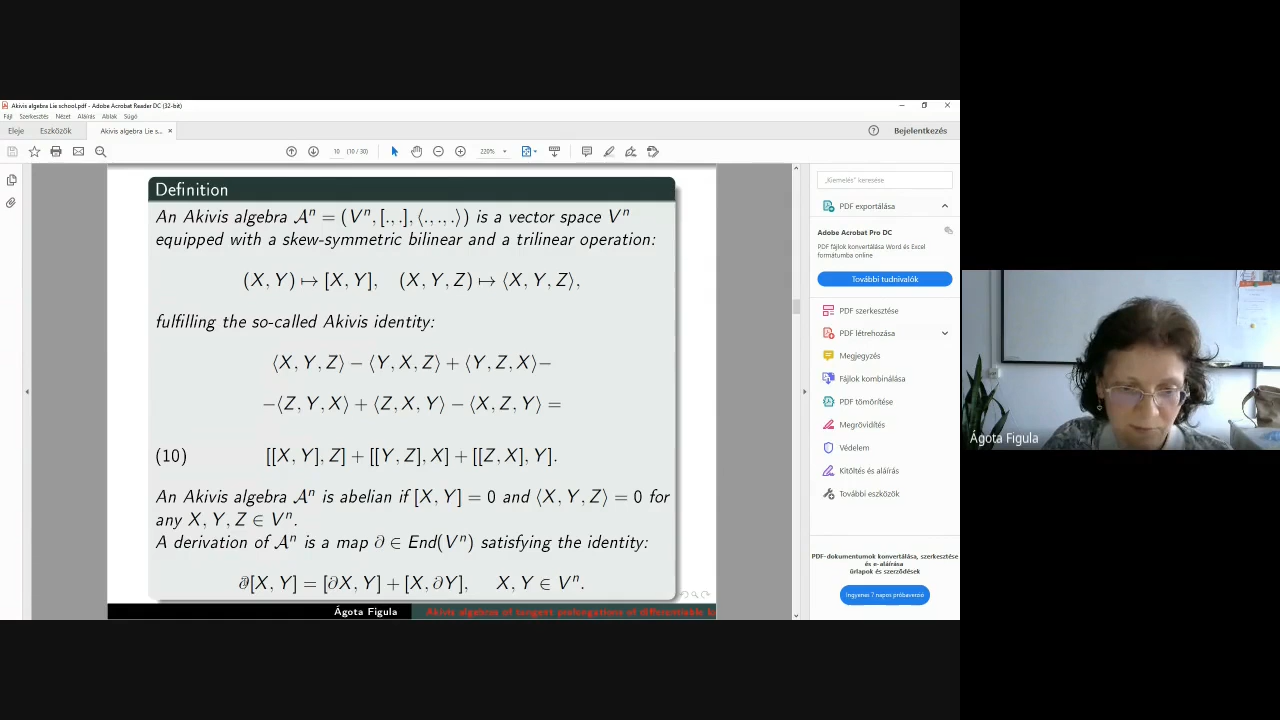 Akivis algebra Lie school.pdf - Adobe Acrobat Reader DC (32-bit)
Fájl Szerkesztés Nézet Aláírás Ablak Súgó
Eleje Eszközök Akivis algebra Lie s... × Bejelentkezés
10 (10 / 30) 220%
Definition
An Akivis algebra 𝒜ⁿ = (Vⁿ, [., .], ⟨., ., .⟩) is a vector space Vⁿ
equipped with a skew-symmetric bilinear and a trilinear operation:
(X, Y) ↦ [X, Y], (X, Y, Z) ↦ ⟨X, Y, Z⟩,
fulfilling the so-called Akivis identity:
⟨X, Y, Z⟩ − ⟨Y, X, Z⟩ + ⟨Y, Z, X⟩−
−⟨Z, Y, X⟩ + ⟨Z, X, Y⟩ − ⟨X, Z, Y⟩ =
(10) [[X, Y], Z] + [[Y, Z], X] + [[Z, X], Y].
An Akivis algebra 𝒜ⁿ is abelian if [X, Y] = 0 and ⟨X, Y, Z⟩ = 0 for
any X, Y, Z ∈ Vⁿ.
A derivation of 𝒜ⁿ is a map ∂ ∈ End(Vⁿ) satisfying the identity:
∂[X, Y] = [∂X, Y] + [X, ∂Y], X, Y ∈ Vⁿ.
Ágota Figula Akivis algebras of tangent prolongations of differentiable
„Kiemelés” keresése
PDF exportálása
Adobe Acrobat Pro DC
PDF fájlok konvertálása Word és Excel
formátumba online
További tudnivalók
PDF szerkesztése
PDF létrehozása
Megjegyzés
Fájlok kombinálása
PDF tömörítése
Megrövidítés
Védelem
Kitöltés és aláírás
További eszközök
PDF-dokumentumok konvertálása, szerkesztése
és e-aláírása
űrlapok és szerződések
Ingyenes 7 napos próbaverzió
Ágota Figula